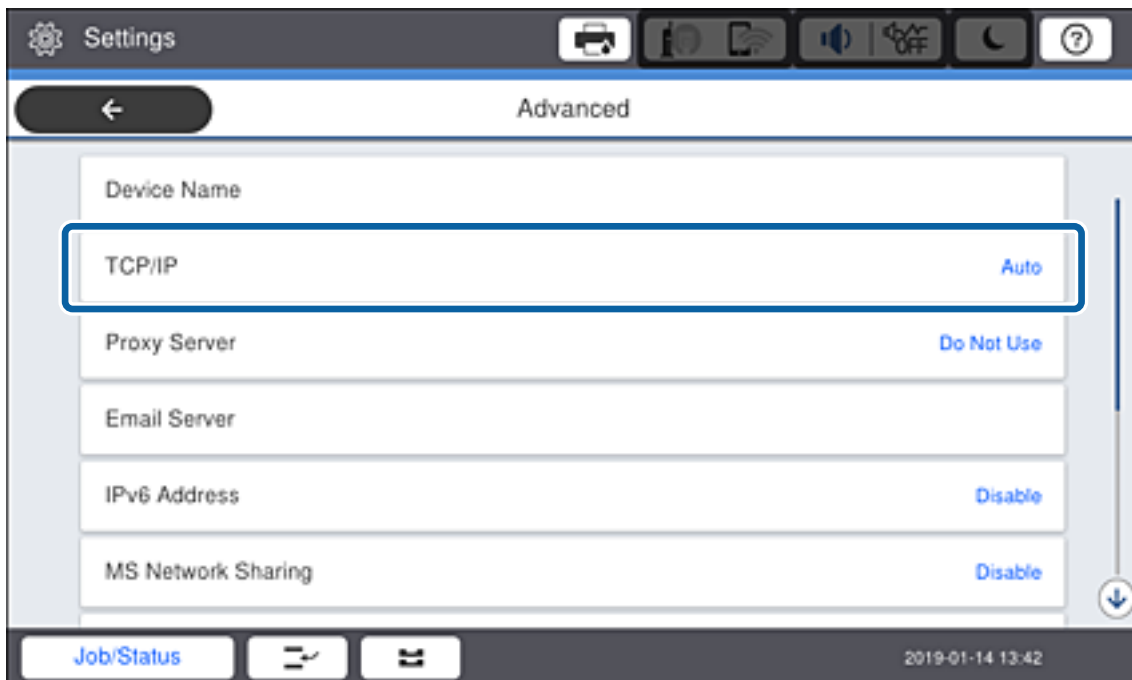 Settings
OFF
?
Advanced
Device Name
TCP/IP Auto
Proxy Server Do Not Use
Email Server
IPv6 Address Disable
MS Network Sharing Disable
Job/Status 2019-01-14 13:42